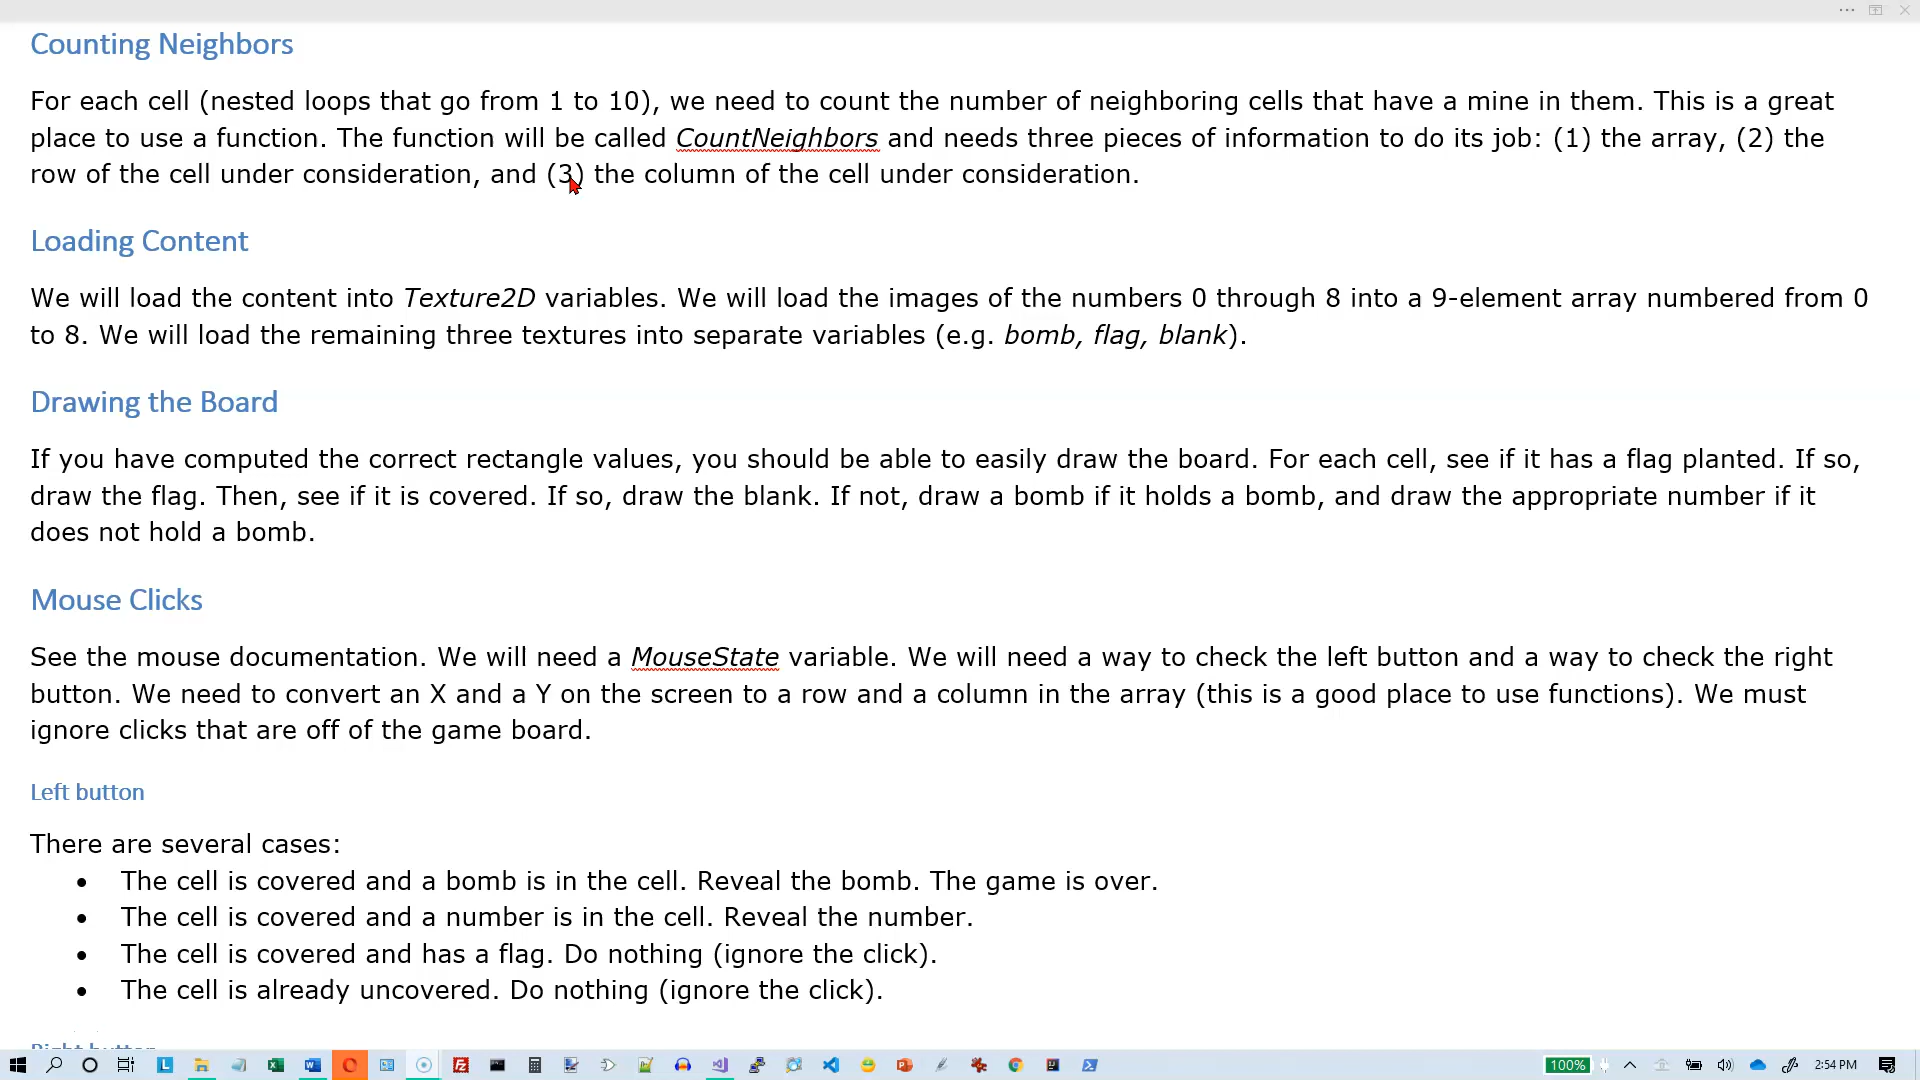 Counting Neighbors
For each cell (nested loops that go from 1 to 10), we need to count the number of neighboring cells that have a mine in them. This is a great
place to use a function. The function will be called CountNeighbors and needs three pieces of information to do its job: (1) the array, (2) the
row of the cell under consideration, and (3) the column of the cell under consideration.
Loading Content
We will load the content into Texture2D variables. We will load the images of the numbers 0 through 8 into a 9-element array numbered from 0
to 8. We will load the remaining three textures into separate variables (e.g. bomb, flag, blank).
Drawing the Board
If you have computed the correct rectangle values, you should be able to easily draw the board. For each cell, see if it has a flag planted. If so,
draw the flag. Then, see if it is covered. If so, draw the blank. If not, draw a bomb if it holds a bomb, and draw the appropriate number if it
does not hold a bomb.
Mouse Clicks
See the mouse documentation. We will need a MouseState variable. We will need a way to check the left button and a way to check the right
button. We need to convert an X and a Y on the screen to a row and a column in the array (this is a good place to use functions). We must
ignore clicks that are off of the game board.
Left button
There are several cases:
• The cell is covered and a bomb is in the cell. Reveal the bomb. The game is over.
• The cell is covered and a number is in the cell. Reveal the number.
• The cell is covered and has a flag. Do nothing (ignore the click).
• The cell is already uncovered. Do nothing (ignore the click).
Right button
100% 2:54 PM